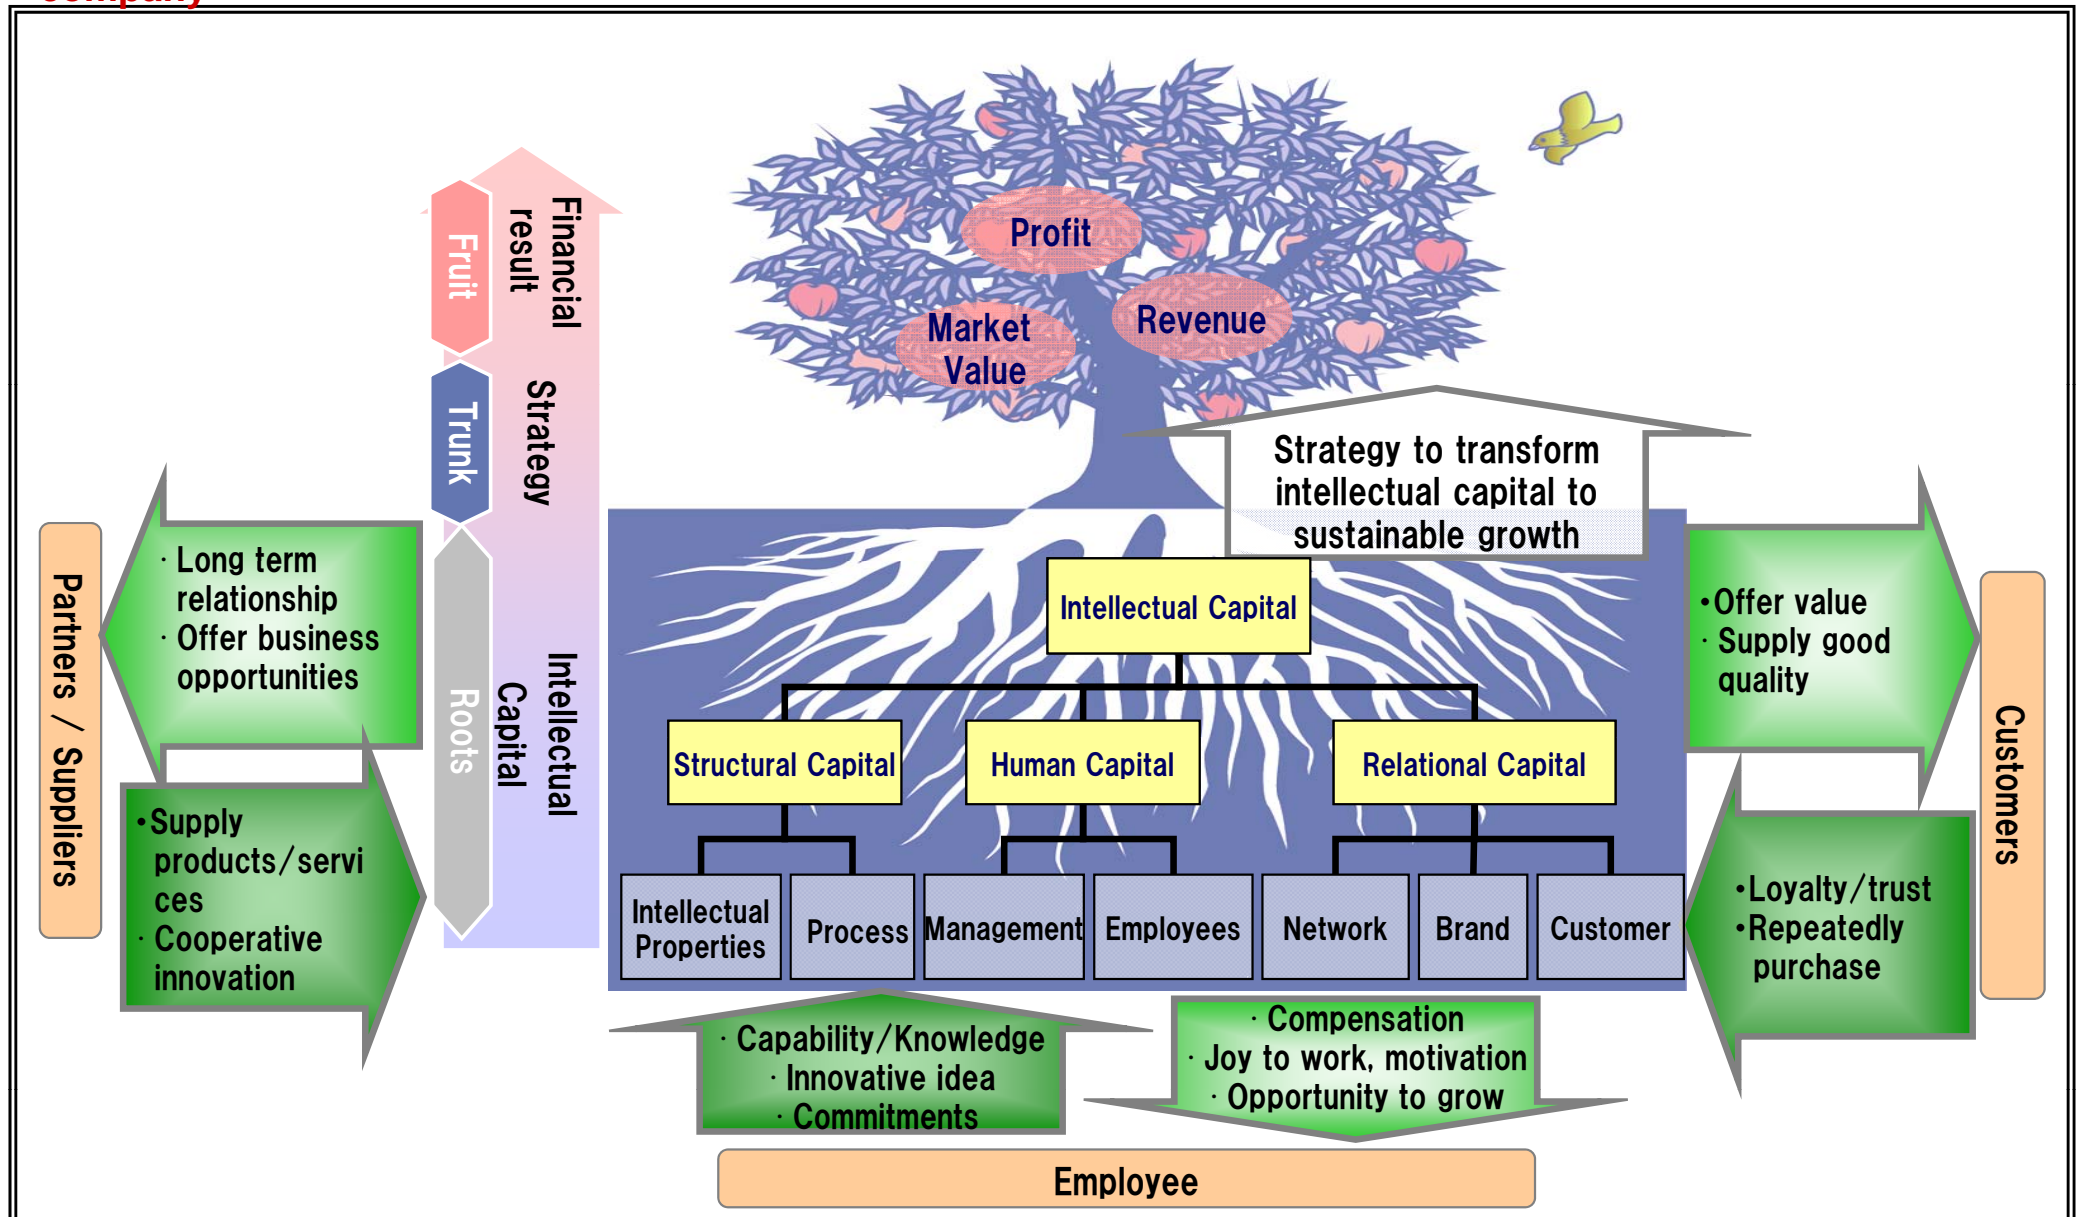 company
Profit
Revenue
Market
Value
Financial
result
Fruit
Strategy
Trunk
Intellectual
Capital
Roots
Strategy to transform
intellectual capital to
sustainable growth
Partners / Suppliers
· Long term
relationship
· Offer business
opportunities
•Supply
products/servi
ces
· Cooperative
innovation
Intellectual Capital
Structural Capital
Human Capital
Relational Capital
Intellectual
Properties
Process
Management
Employees
Network
Brand
Customer
•Offer value
· Supply good
quality
•Loyalty/trust
•Repeatedly
purchase
Customers
· Capability/Knowledge
· Innovative idea
· Commitments
· Compensation
· Joy to work, motivation
· Opportunity to grow
Employee